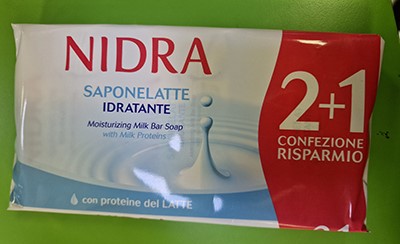 NIDRA
SAPONELATTE
IDRATANTE
Moisturizing Milk Bar Soap
with Milk Proteins
con proteine del LATTE
2+1
CONFEZIONE
RISPARMIO